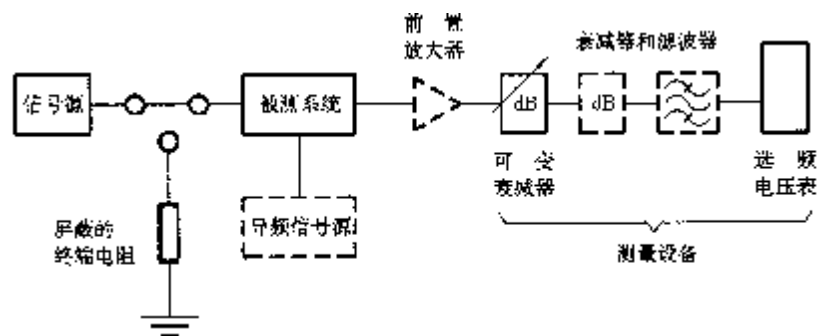 前置
放大器
衰减器和滤波器
信号源
被测系统
dB
dB
可变
衰减器
选频
电压表
屏蔽的
终端电阻
导频信号源
测量设备